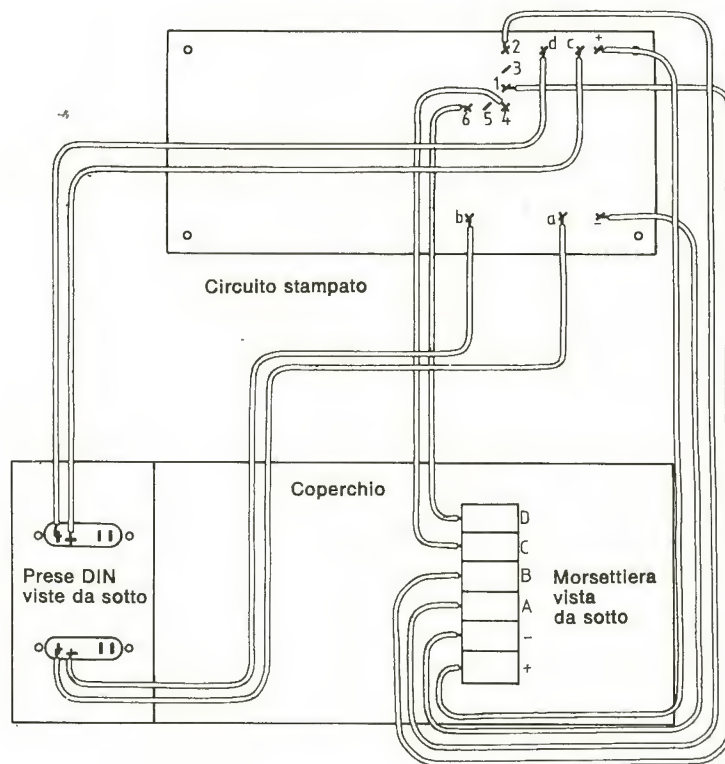 2 d c +
3
1
6 5 4
b a -
Circuito stampato
Coperchio
D
C
B
A
-
+
Prese DIN
viste da sotto
Morsettiera
vista
da sotto